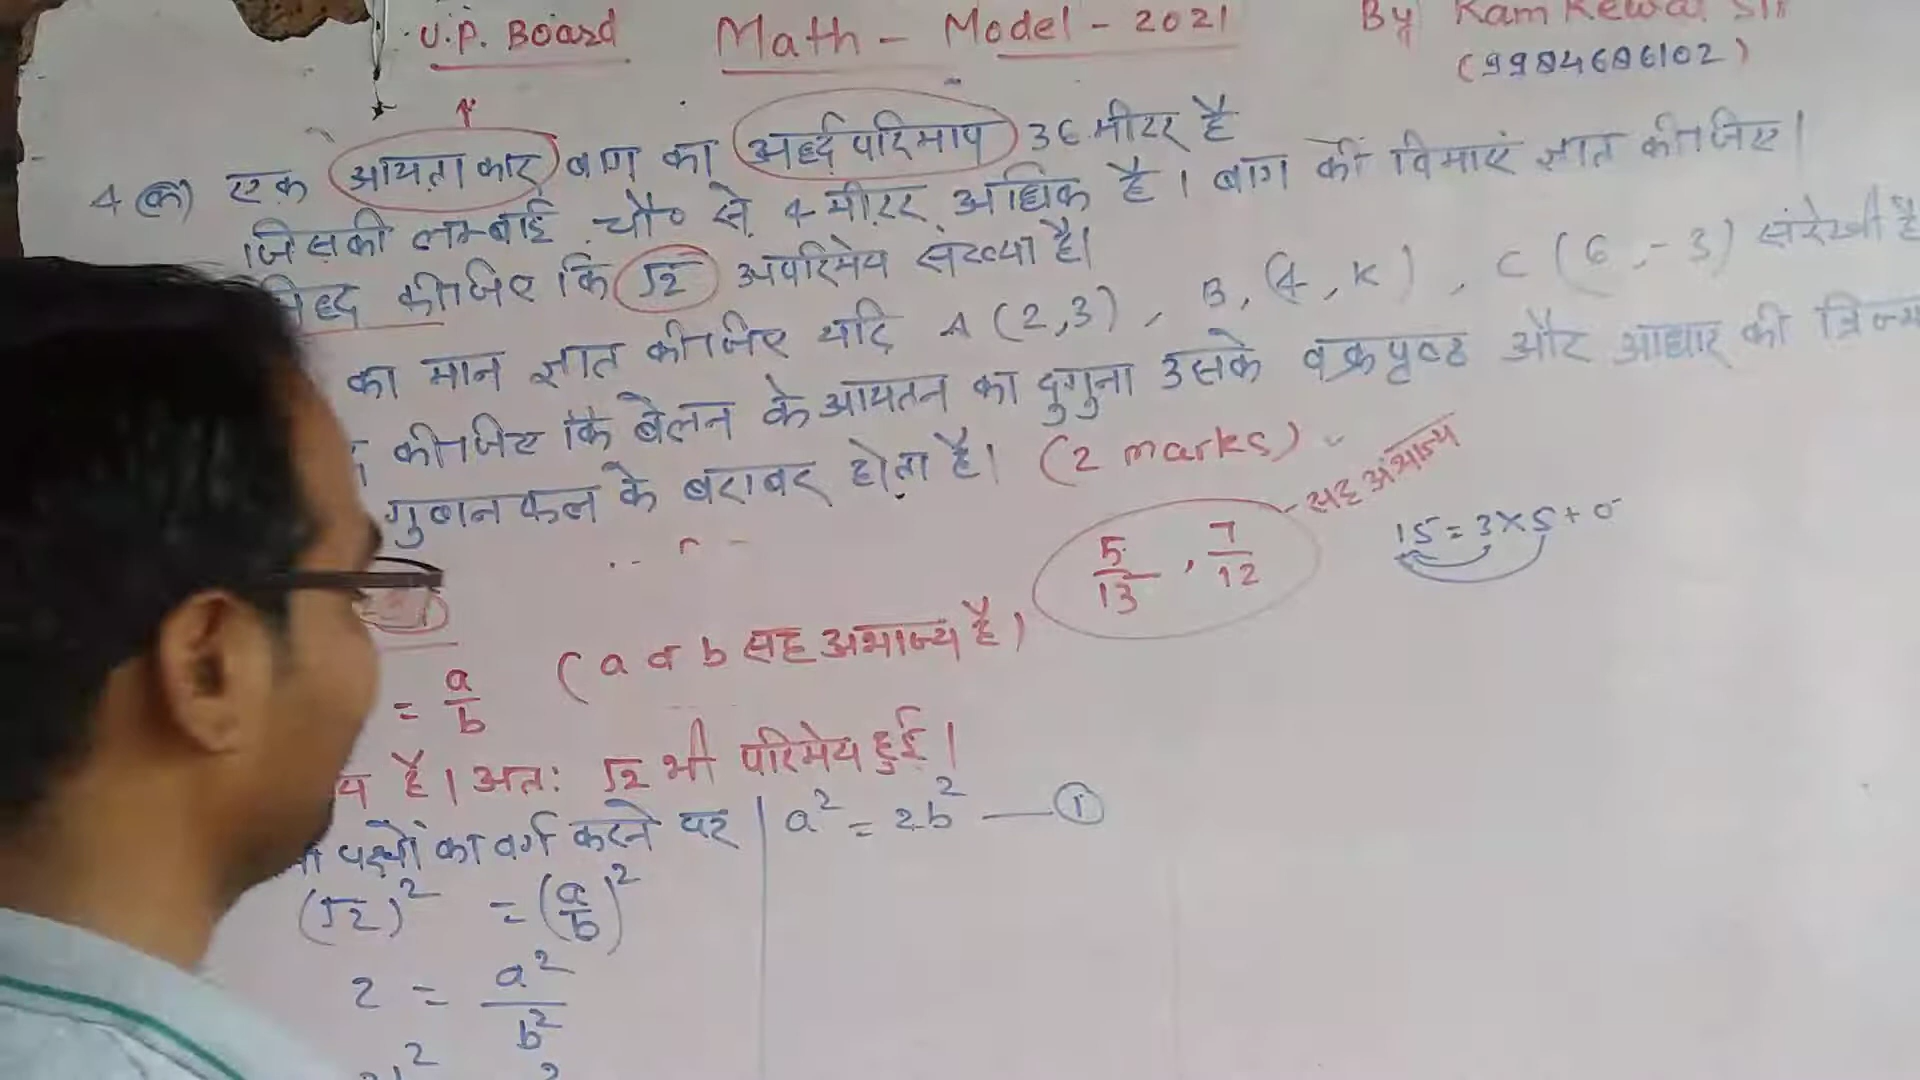 U.P. Board Math - Model - 2021 By Ram Kewal Sir
(9984686102)
4 (क) एक आयताकार बाग का अर्द्धपरिमाप 36 मीटर है
जिसकी लम्बाई चौ० से 4 मीटर अधिक है। बाग की विमाएं ज्ञात कीजिए।
कीजिए कि √2 अपरिमेय संख्या है।
का मान ज्ञात कीजिए यदि A (2,3), B, (4, K), C (6, -3) संरेखी है
कीजिए कि बेलन के आयतन का दुगुना उसके वक्रपृष्ठ और आधार की
गुणनफल के बराबर होता है। (2 marks)
5/13 , 7/12 - सह अभाज्य
15 = 3×5 + 0
= a/b (a व b सह अभाज्य है)
य है। अतः √2 भी परिमेय हुई।
पक्षों का वर्ग करने पर | a² = 2b² — ①
(√2)² = (a/b)²
2 = a²/b²